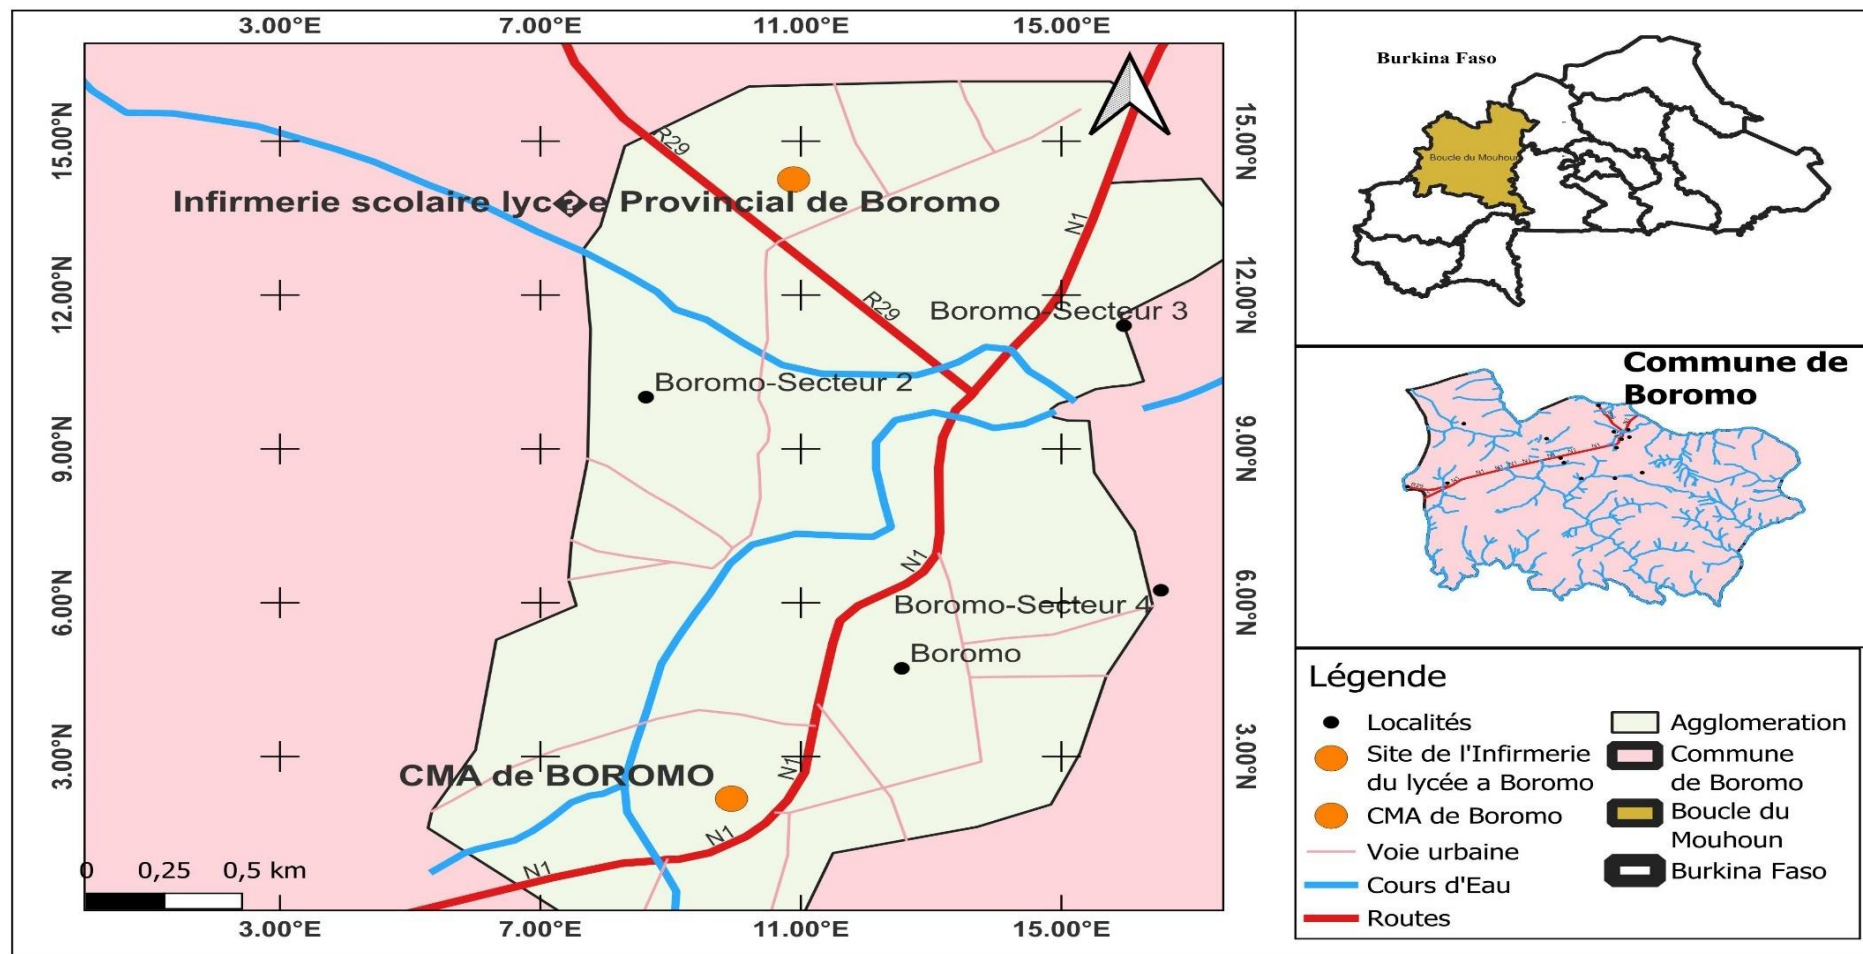 3.00°E 7.00°E 11.00°E 15.00°E
15.00°N
12.00°N
9.00°N
6.00°N
3.00°N
R29
Infirmerie scolaire lyc�e Provincial de Boromo
N1
R29
Boromo-Secteur 3
Boromo-Secteur 2
N1
Boromo-Secteur 4
Boromo
CMA de BOROMO
N1
N1
N1
0 0,25 0,5 km
15.00°N
12.00°N
9.00°N
6.00°N
3.00°N
3.00°E 7.00°E 11.00°E 15.00°E
Burkina Faso
Boucle du Mouhoun
Commune de
Boromo
Légende
Localités
Site de l'Infirmerie
du lycée a Boromo
CMA de Boromo
Voie urbaine
Cours d'Eau
Routes
Agglomeration
Commune
de Boromo
Boucle du
Mouhoun
Burkina Faso